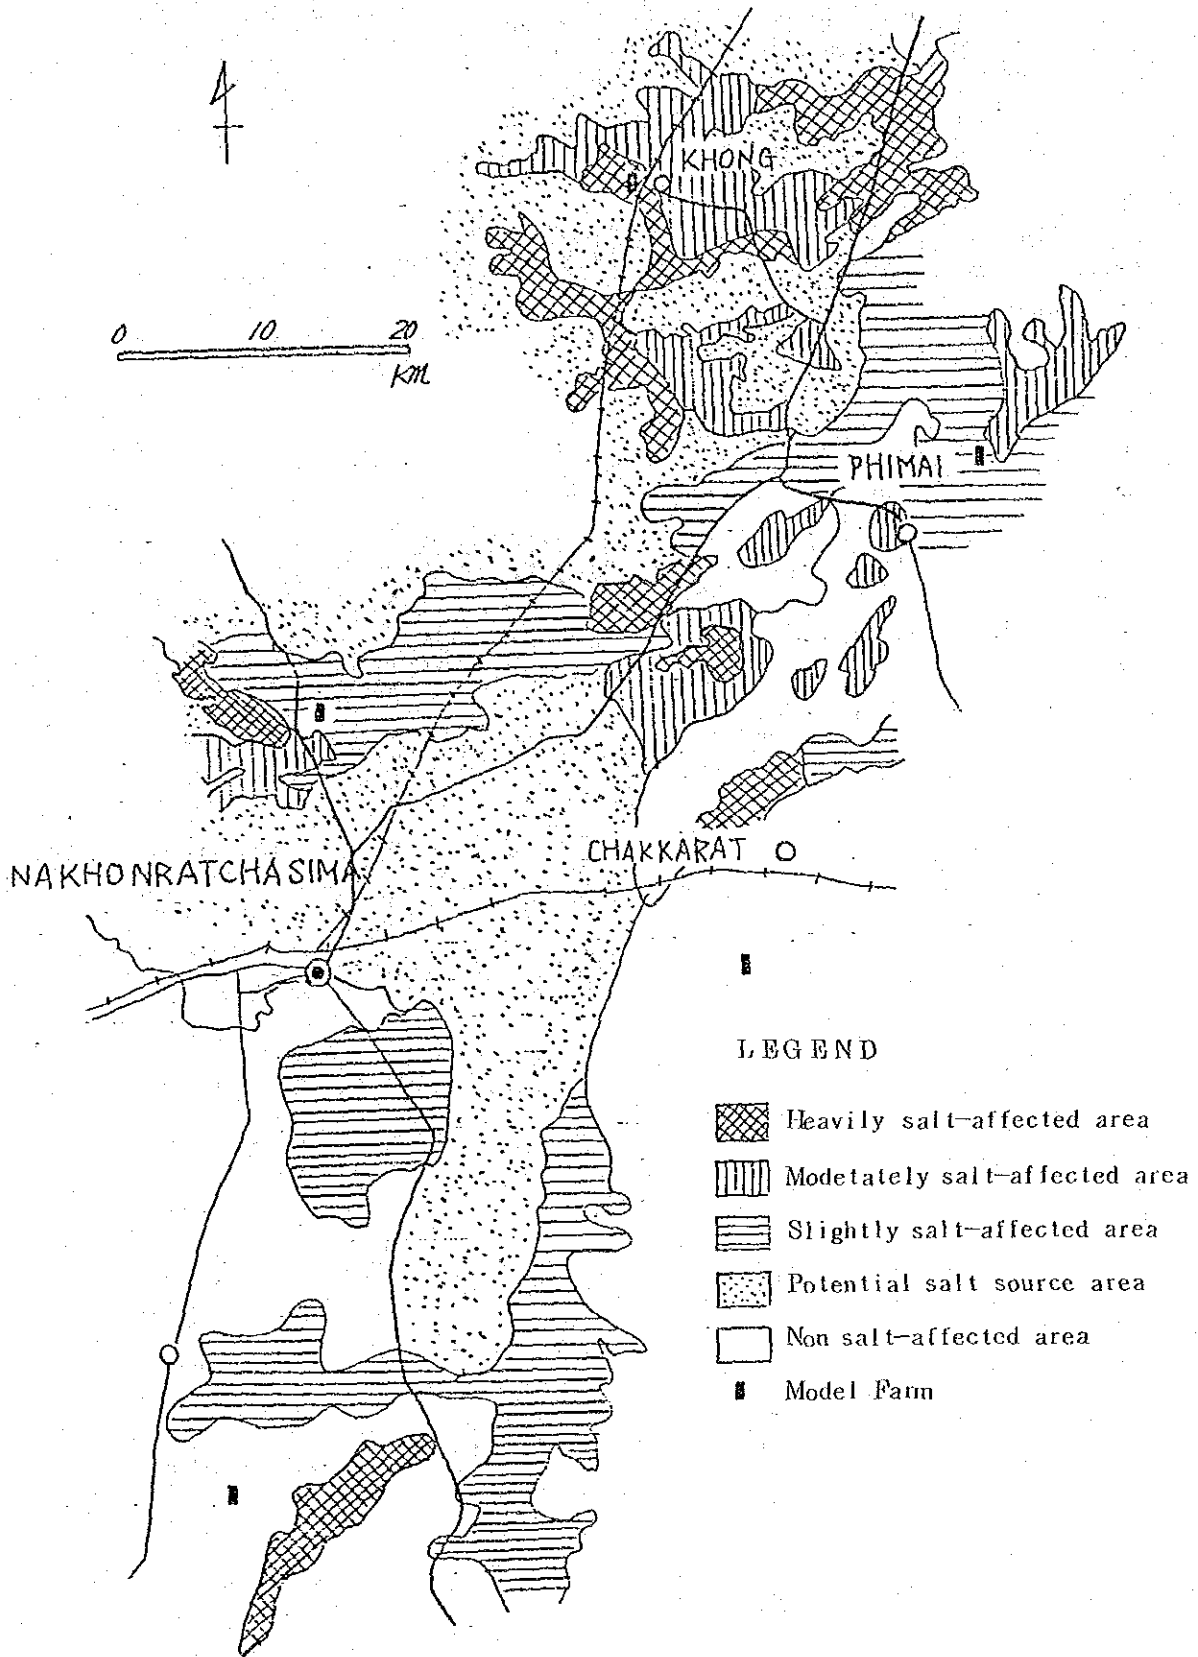 KHONG
0 10 20
Km
PHIMAI
CHAKKARAT
NAKHONRATCHASIMA
LEGEND
Heavily salt-affected area
Modetately salt-affected area
Slightly salt-affected area
Potential salt source area
Non salt-affected area
Model Farm